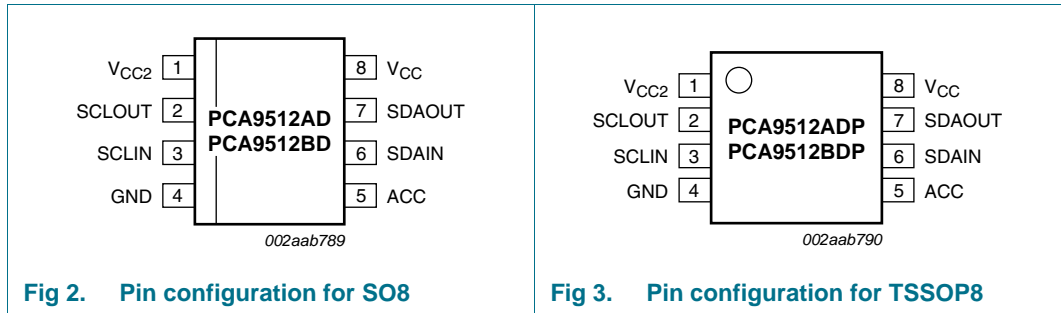 VCC2 1 8 VCC
SCLOUT 2 PCA9512AD 7 SDAOUT
PCA9512BD
SCLIN 3 6 SDAIN
GND 4 5 ACC
002aab789
Fig 2. Pin configuration for SO8
VCC2 1 8 VCC
SCLOUT 2 PCA9512ADP 7 SDAOUT
SCLIN 3 PCA9512BDP 6 SDAIN
GND 4 5 ACC
002aab790
Fig 3. Pin configuration for TSSOP8